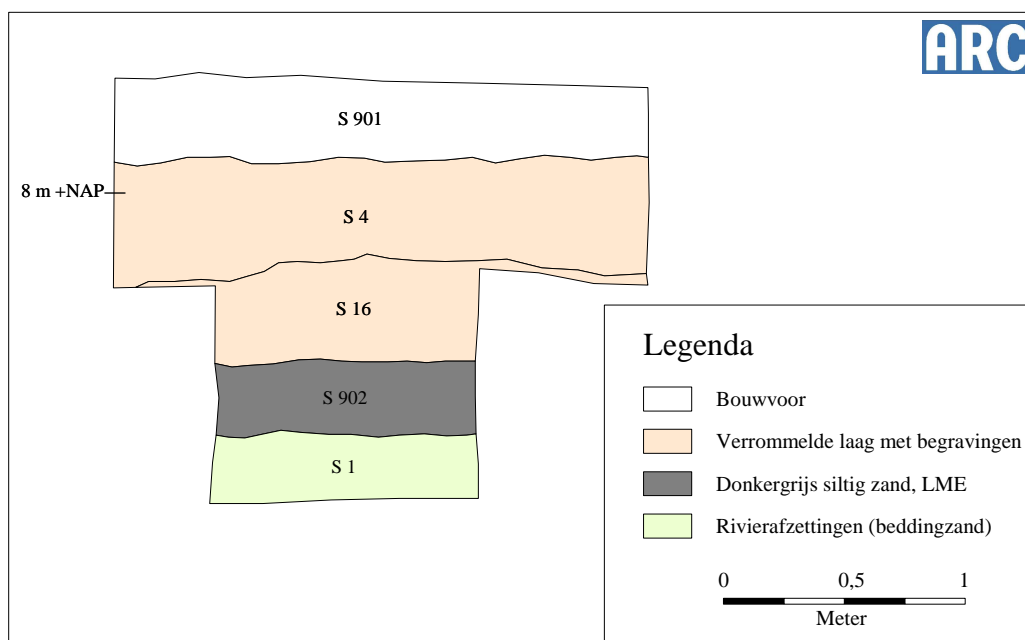 ARC
S 901
8 m +NAP
S 4
S 16
S 902
S 1
Legenda
Bouwvoor
Verrommelde laag met begravingen
Donkergrijs siltig zand, LME
Rivierafzettingen (beddingzand)
0 0,5 1
Meter